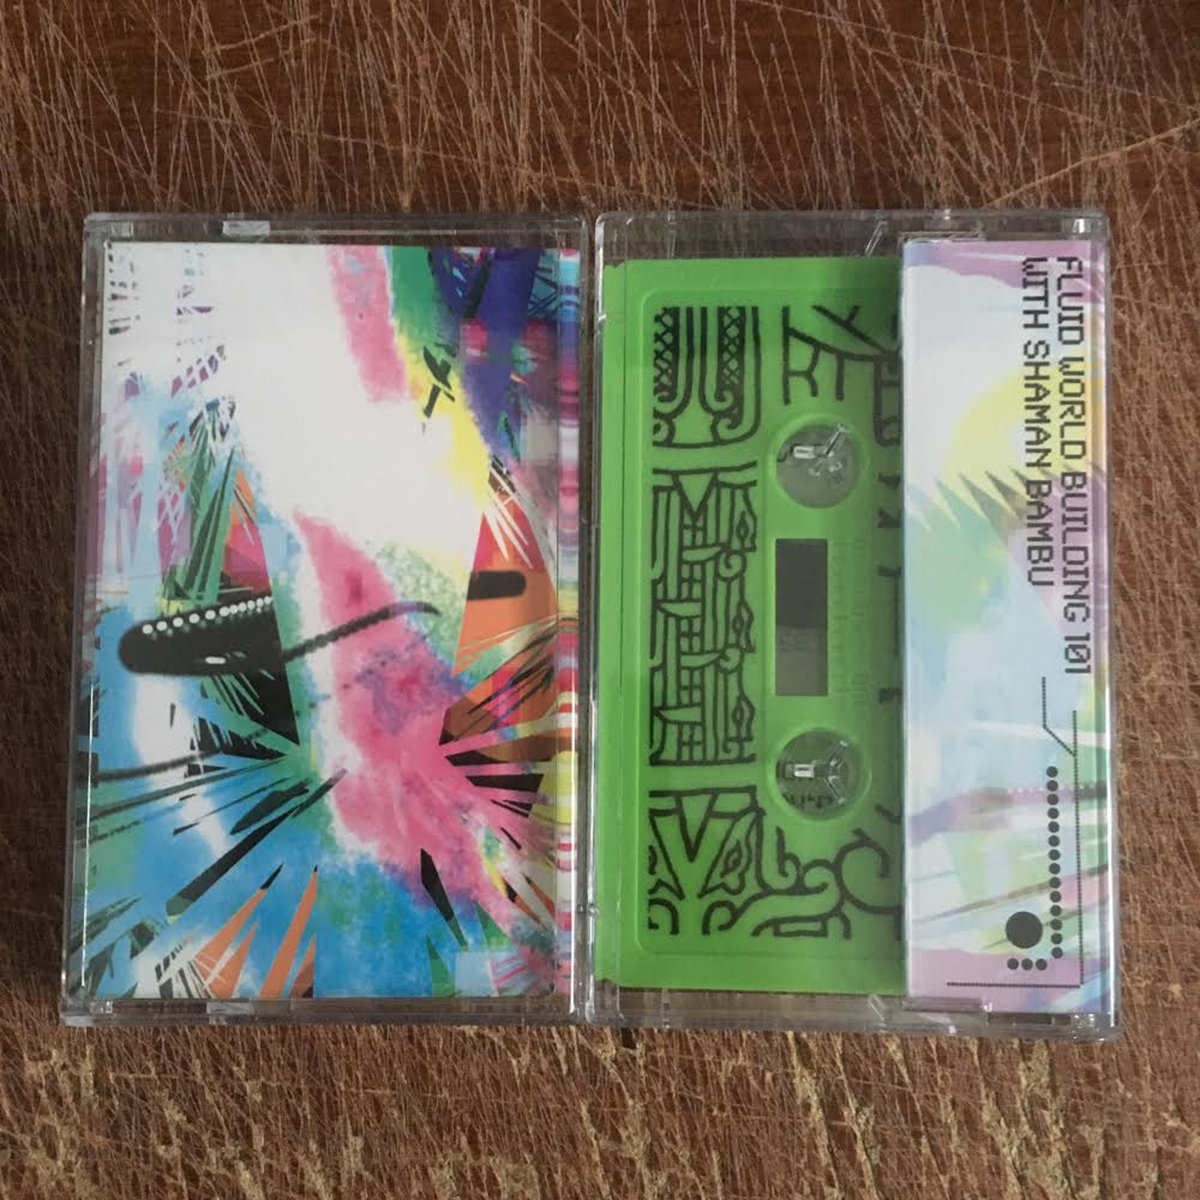 FLUID WORLD BUILDING 101
WITH SHAMAN BAMBU